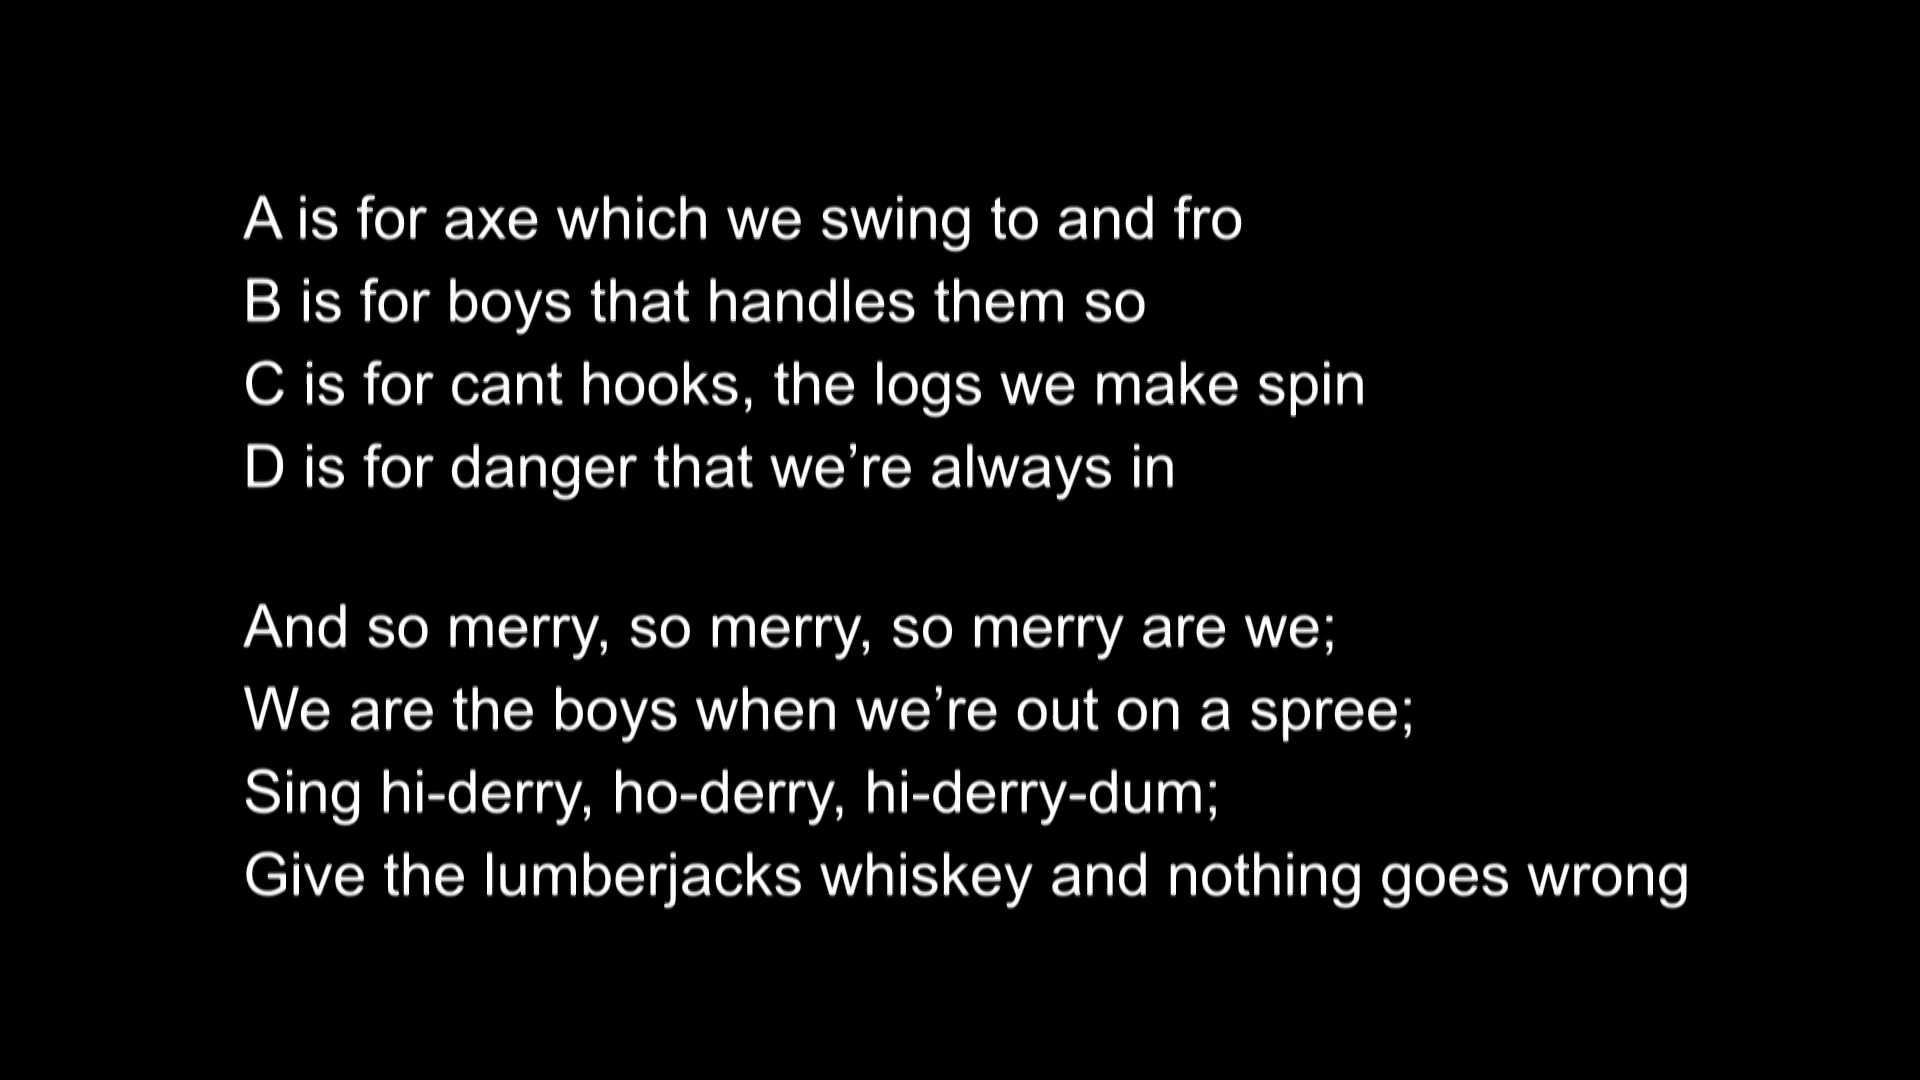 A is for axe which we swing to and fro
B is for boys that handles them so
C is for cant hooks, the logs we make spin
D is for danger that we’re always in
And so merry, so merry, so merry are we;
We are the boys when we’re out on a spree;
Sing hi-derry, ho-derry, hi-derry-dum;
Give the lumberjacks whiskey and nothing goes wrong